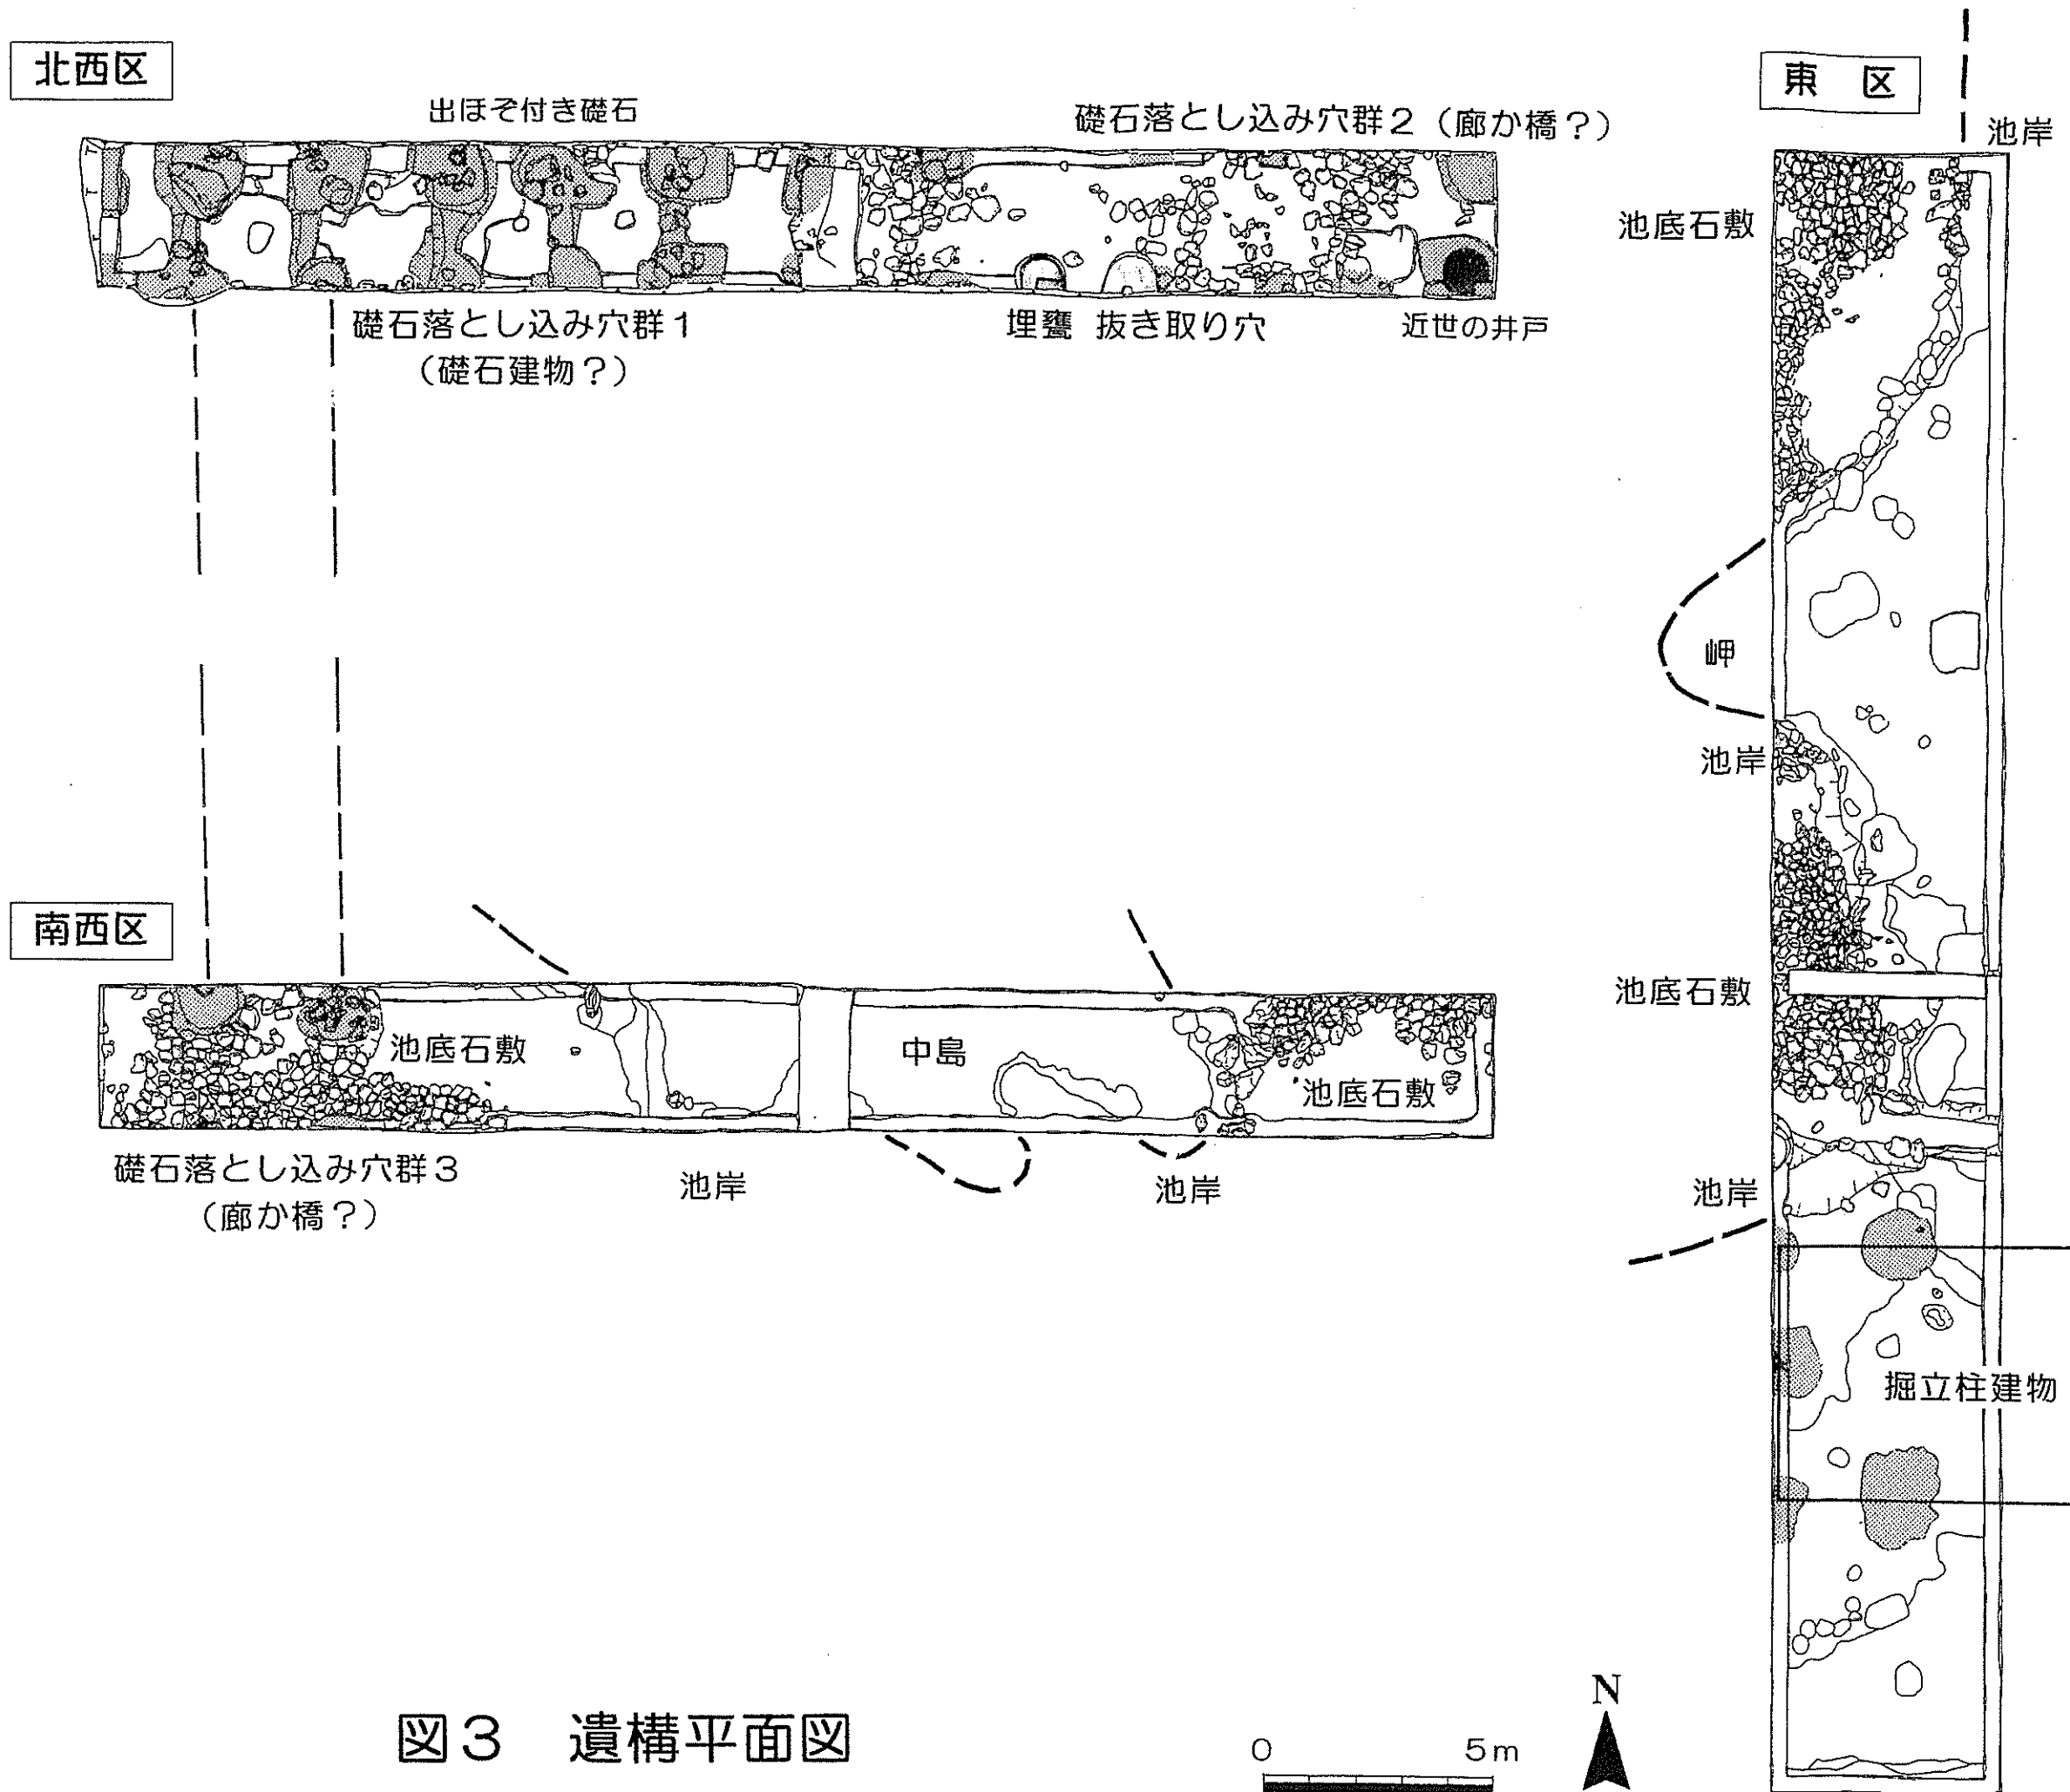 北西区
出ほぞ付き礎石
礎石落とし込み穴群2（廊か橋？）
礎石落とし込み穴群1
（礎石建物？）
埋甕 抜き取り穴
近世の井戸
東 区
池岸
池底石敷
岬
池岸
池底石敷
池岸
掘立柱建物
南西区
池底石敷
中島
池底石敷
礎石落とし込み穴群3
（廊か橋？）
池岸
池岸
図3 遺構平面図
0 5m
N